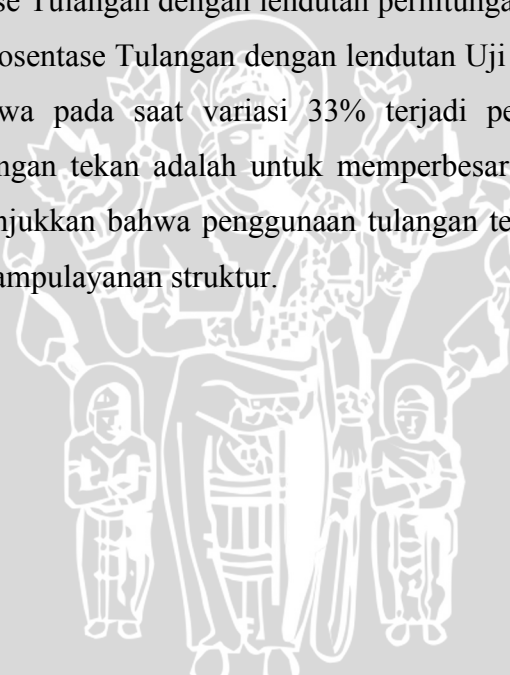 se Tulangan dengan lendutan perhitunga
osentase Tulangan dengan lendutan Uji
wa pada saat variasi 33% terjadi pe
ngan tekan adalah untuk memperbesar
njukkan bahwa penggunaan tulangan te
ampulayanan struktur.